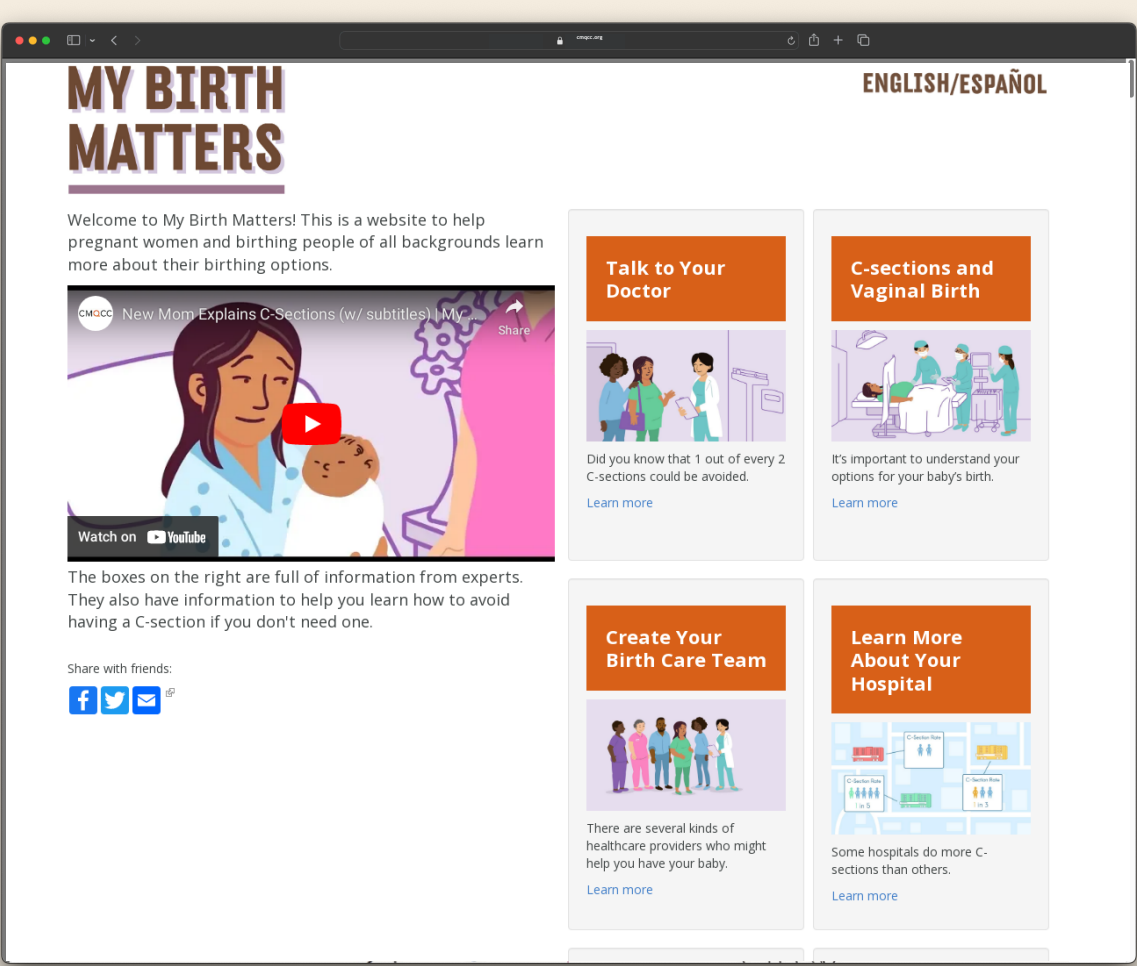 cmqcc.org
MY BIRTH
MATTERS
ENGLISH/ESPAÑOL
Welcome to My Birth Matters! This is a website to help
pregnant women and birthing people of all backgrounds learn
more about their birthing options.
CMQCC
New Mom Explains C-Sections (w/ subtitles) | My ...
Share
Watch on YouTube
The boxes on the right are full of information from experts.
They also have information to help you learn how to avoid
having a C-section if you don't need one.
Share with friends:
Talk to Your
Doctor
Did you know that 1 out of every 2
C-sections could be avoided.
Learn more
C-sections and
Vaginal Birth
It’s important to understand your
options for your baby’s birth.
Learn more
Create Your
Birth Care Team
There are several kinds of
healthcare providers who might
help you have your baby.
Learn more
Learn More
About Your
Hospital
C-Section Rate
C-Section Rate
1 in 5
C-Section Rate
1 in 3
Some hospitals do more C-
sections than others.
Learn more